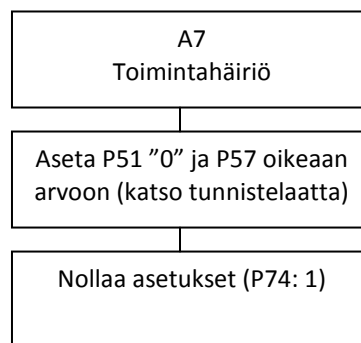 A7
Toimintahäiriö
Aseta P51 ”0” ja P57 oikeaan
arvoon (katso tunnistelaatta)
Nollaa asetukset (P74: 1)